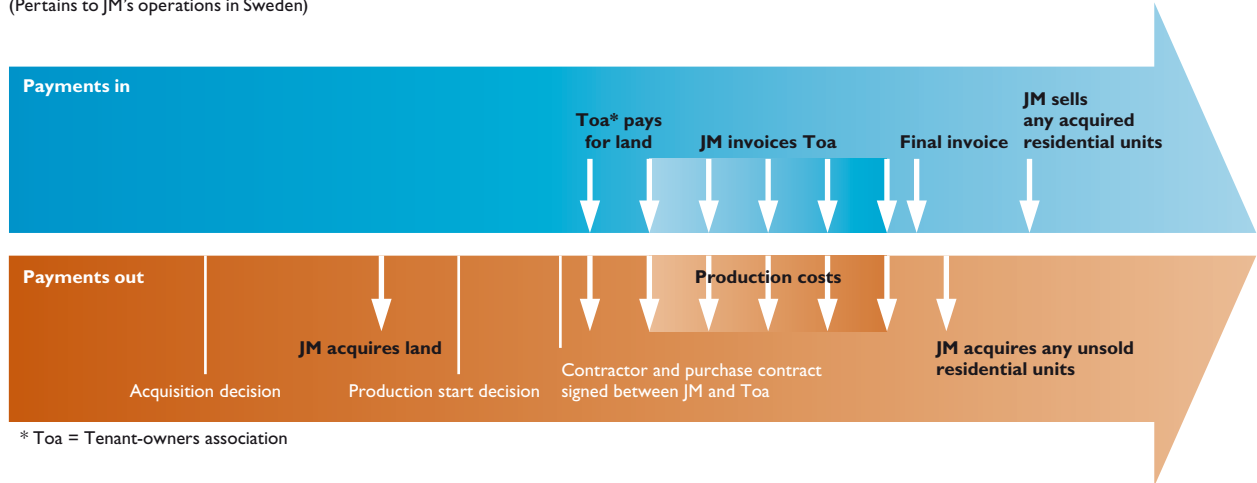 (Pertains to JM's operations in Sweden)
Payments in
Toa* pays
for land
JM invoices Toa
Final invoice
JM sells
any acquired
residential units
Payments out
Production costs
JM acquires land
JM acquires any unsold
residential units
Acquisition decision
Production start decision
Contractor and purchase contract
signed between JM and Toa
* Toa = Tenant-owners association